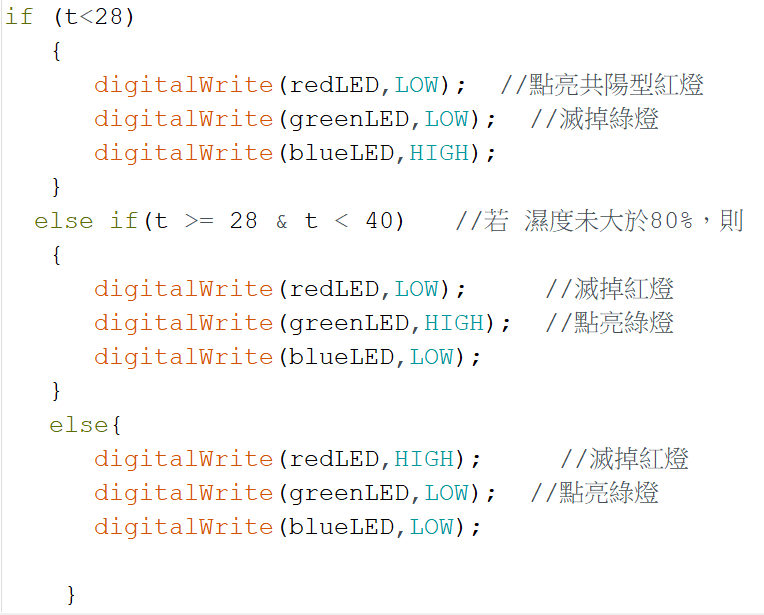 if (t<28)
{
digitalWrite(redLED,LOW); //點亮共陽型紅燈
digitalWrite(greenLED,LOW); //滅掉綠燈
digitalWrite(blueLED,HIGH);
}
else if(t >= 28 & t < 40) //若 濕度未大於80%，則
{
digitalWrite(redLED,LOW); //滅掉紅燈
digitalWrite(greenLED,HIGH); //點亮綠燈
digitalWrite(blueLED,LOW);
}
else{
digitalWrite(redLED,HIGH); //滅掉紅燈
digitalWrite(greenLED,LOW); //點亮綠燈
digitalWrite(blueLED,LOW);
}